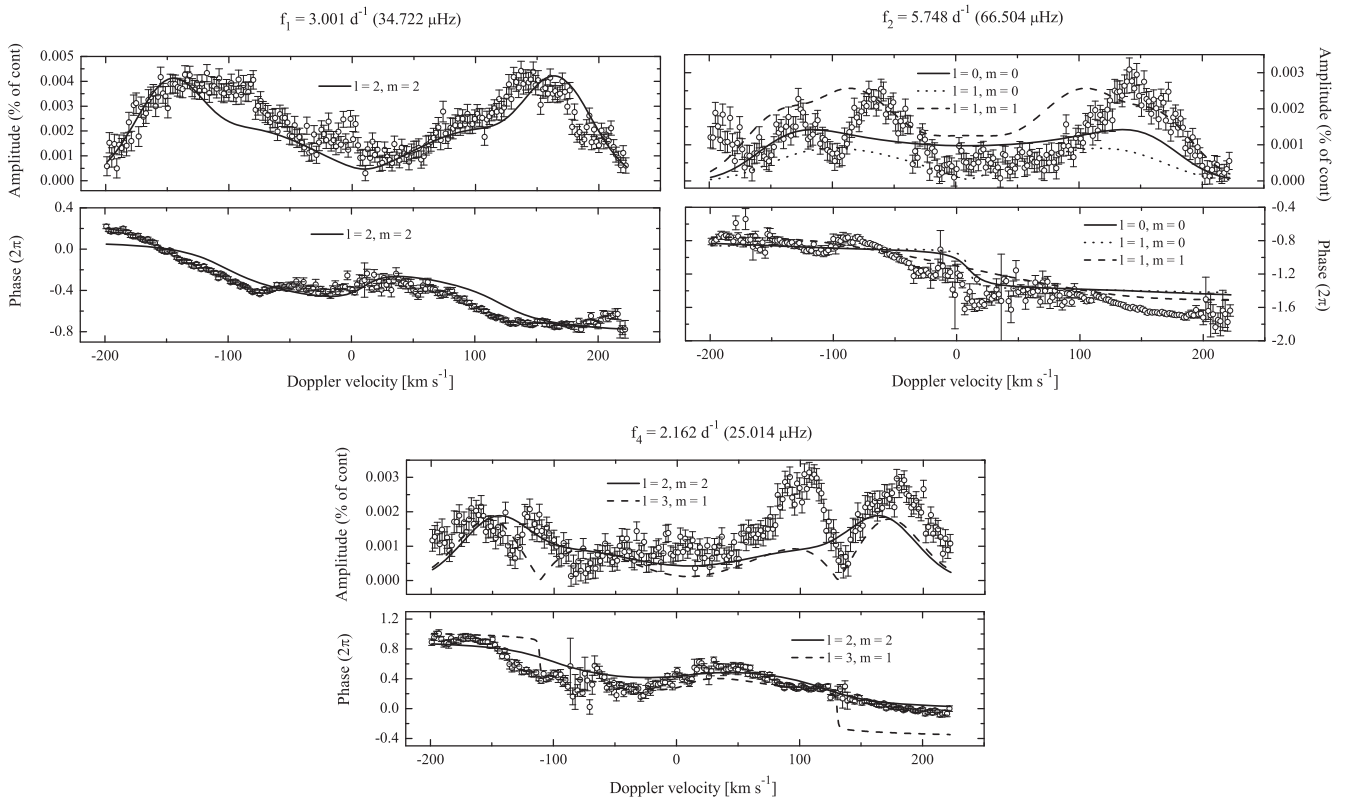 f1 = 3.001 d-1 (34.722 μHz)
0.005
0.004
0.003
0.002
0.001
0.000
Amplitude (% of cont)
l = 2, m = 2
0.4
0.0
-0.4
-0.8
Phase (2π)
l = 2, m = 2
-200 -100 0 100 200
Doppler velocity [km s-1]
f2 = 5.748 d-1 (66.504 μHz)
l = 0, m = 0
l = 1, m = 0
l = 1, m = 1
0.003
0.002
0.001
0.000
Amplitude (% of cont)
l = 0, m = 0
l = 1, m = 0
l = 1, m = 1
-0.4
-0.8
-1.2
-1.6
-2.0
Phase (2π)
-200 -100 0 100 200
Doppler velocity [km s-1]
f4 = 2.162 d-1 (25.014 μHz)
0.003
0.002
0.001
0.000
Amplitude (% of cont)
l = 2, m = 2
l = 3, m = 1
1.2
0.8
0.4
0.0
-0.4
Phase (2π)
l = 2, m = 2
l = 3, m = 1
-200 -100 0 100 200
Doppler velocity [km s-1]